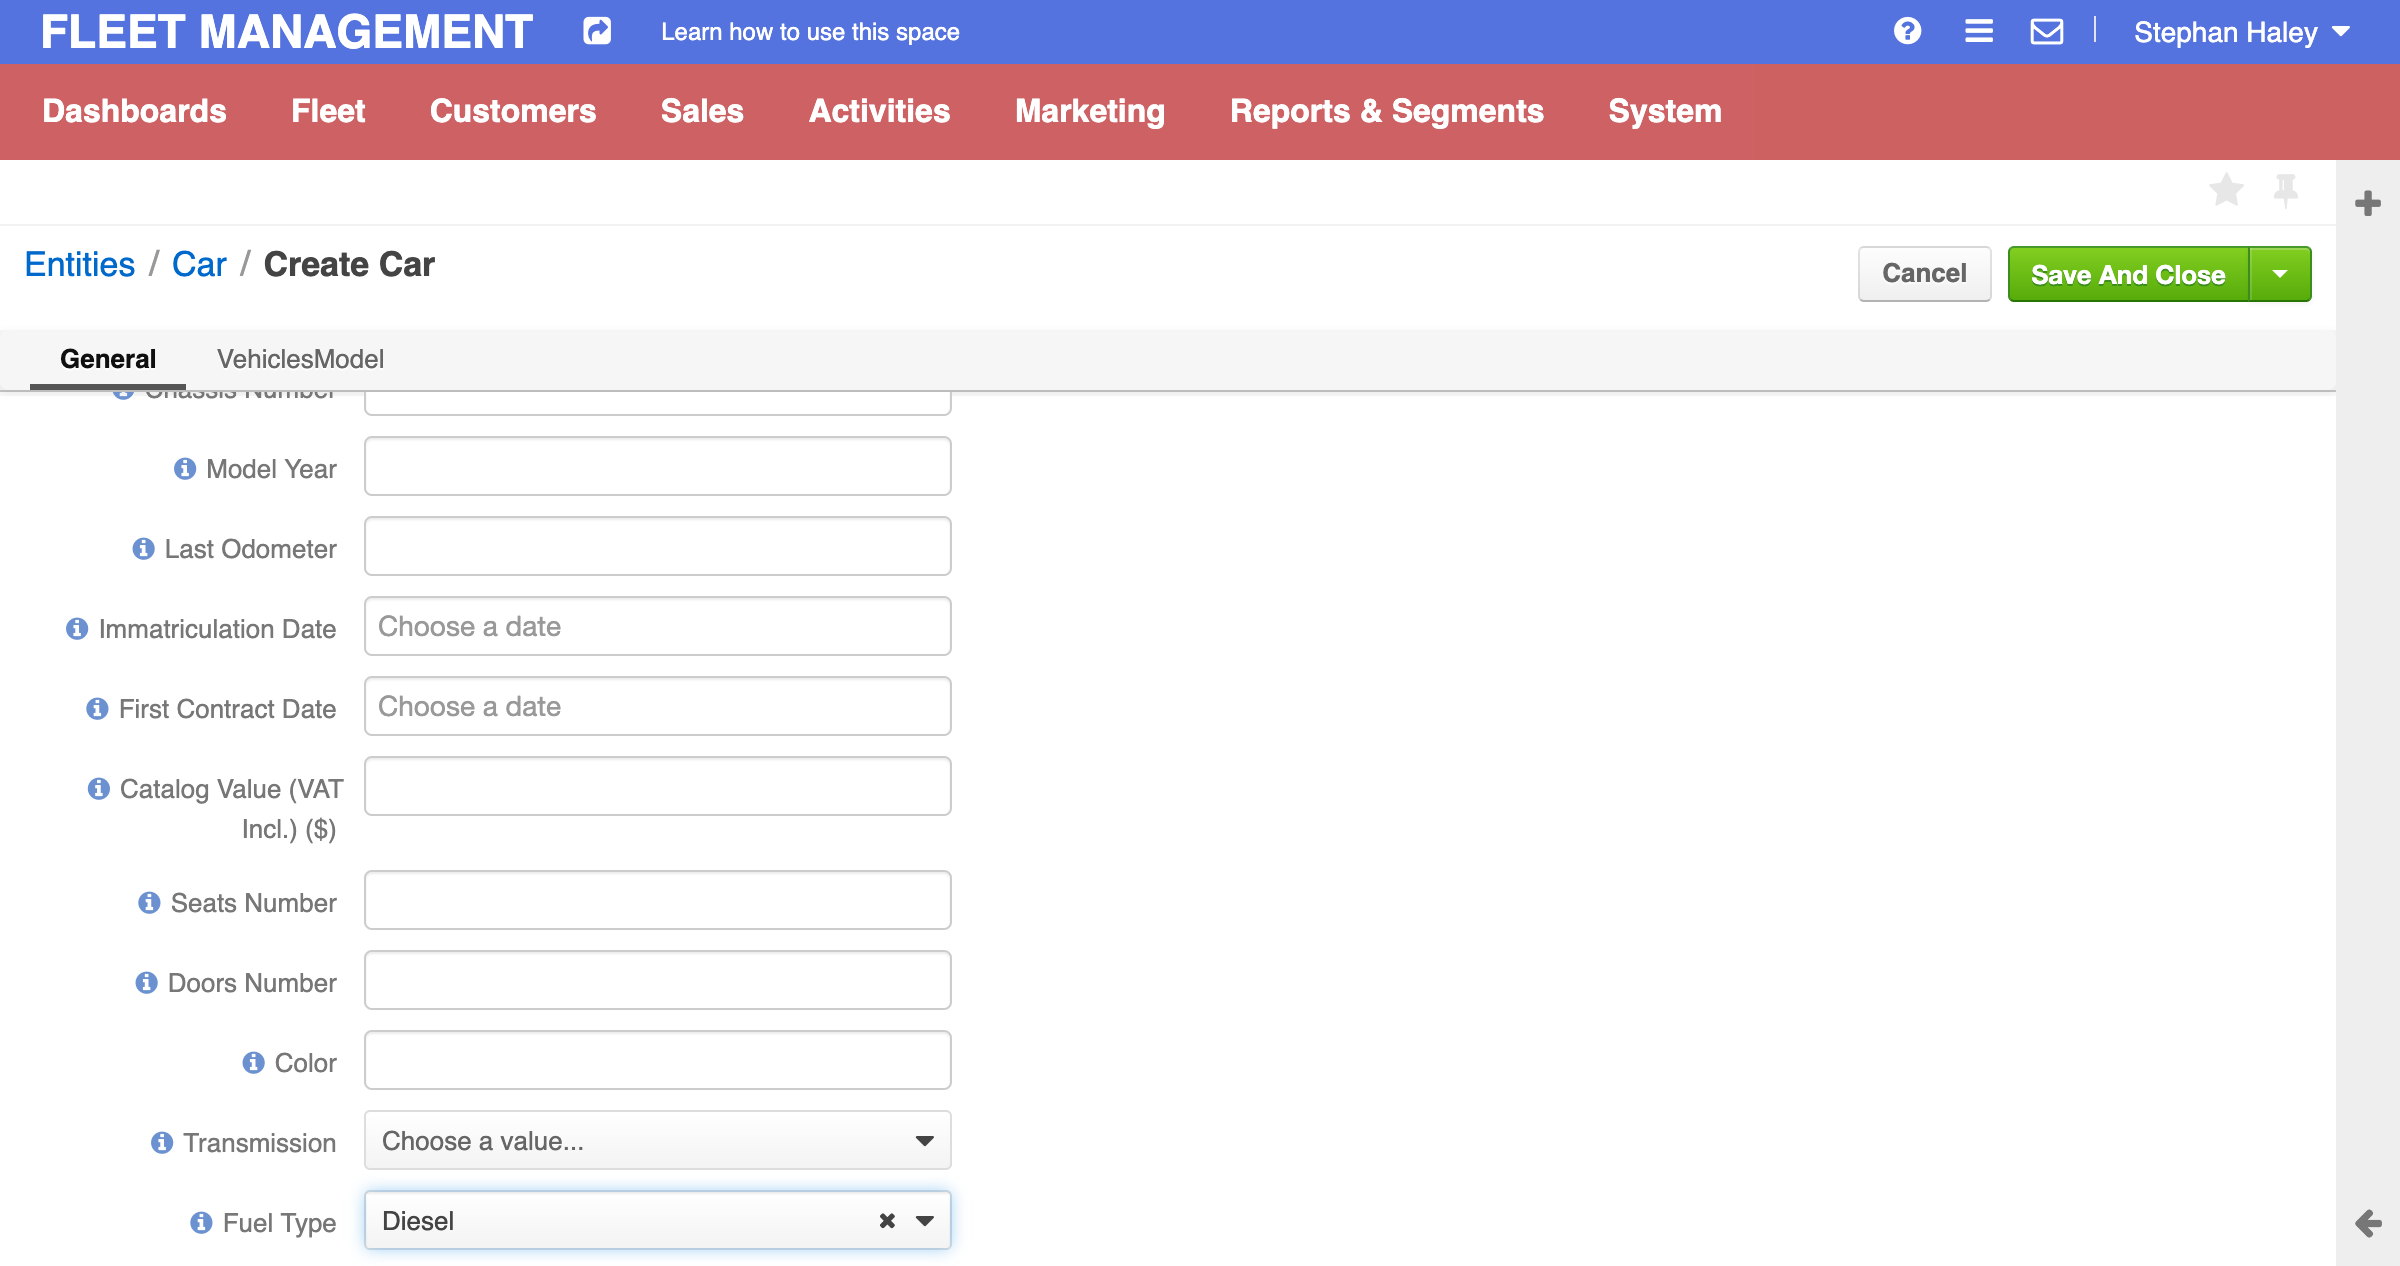 FLEET MANAGEMENT Learn how to use this space Stephan Haley
Dashboards Fleet Customers Sales Activities Marketing Reports & Segments System
Entities / Car / Create Car Cancel Save And Close
General VehiclesModel
Chassis Number
Model Year
Last Odometer
Immatriculation Date Choose a date
First Contract Date Choose a date
Catalog Value (VAT
Incl.) ($)
Seats Number
Doors Number
Color
Transmission Choose a value...
Fuel Type Diesel